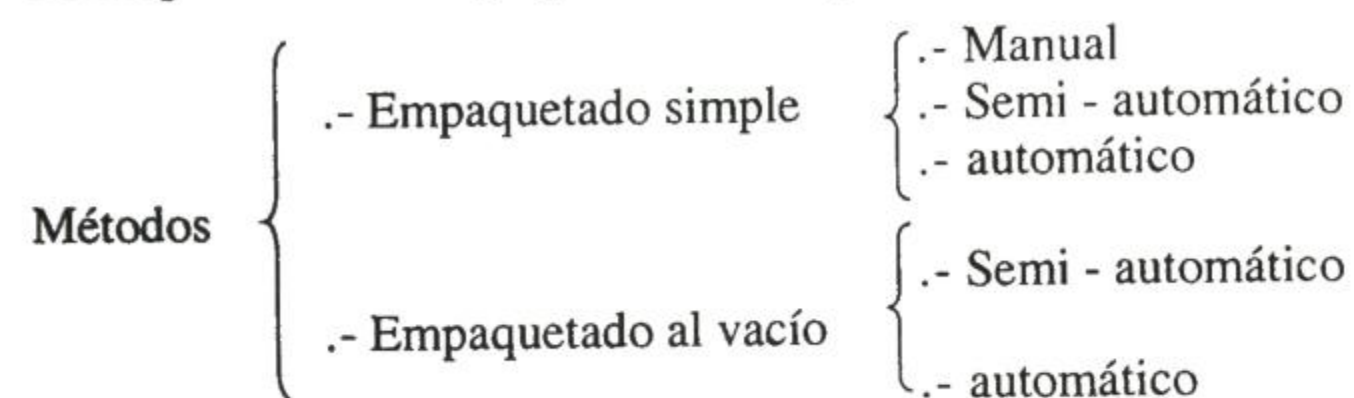 .- Manual
.- Empaquetado simple
.- Semi - automático
.- automático
Métodos
.- Semi - automático
.- Empaquetado al vacío
.- automático